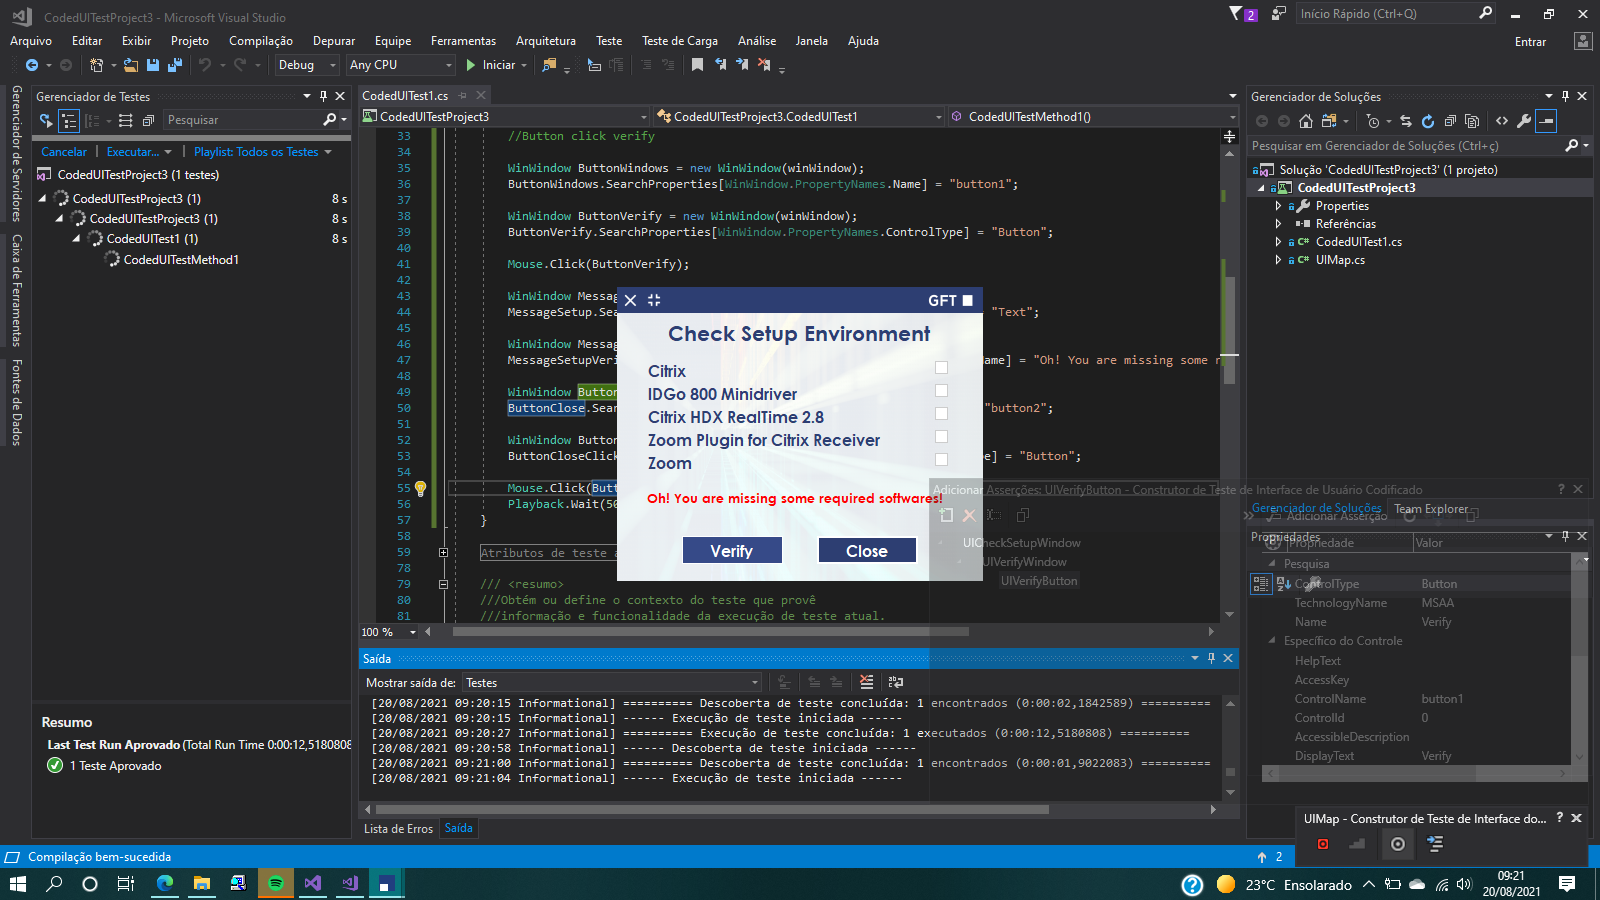 CodedUITestProject3 - Microsoft Visual Studio
2
Início Rápido (Ctrl+Q)
Arquivo Editar Exibir Projeto Compilação Depurar Equipe Ferramentas Arquitetura Teste Teste de Carga Análise Janela Ajuda
Entrar
Debug Any CPU Iniciar
Gerenciador de Servidores
Caixa de Ferramentas
Fontes de Dados
Gerenciador de Testes
Pesquisar
Cancelar | Executar... | Playlist: Todos os Testes
CodedUITestProject3 (1 testes)
CodedUITestProject3 (1) 8 s
CodedUITestProject3 (1) 8 s
CodedUITest1 (1) 8 s
CodedUITestMethod1
Resumo
Last Test Run Aprovado (Total Run Time 0:00:12,5180808
1 Teste Aprovado
CodedUITest1.cs
CodedUITestProject3 CodedUITestProject3.CodedUITest1 CodedUITestMethod1()
33 //Button click verify
34
35 WinWindow ButtonWindows = new WinWindow(winWindow);
36 ButtonWindows.SearchProperties[WinWindow.PropertyNames.Name] = "button1";
37
38 WinWindow ButtonVerify = new WinWindow(winWindow);
39 ButtonVerify.SearchProperties[WinWindow.PropertyNames.ControlType] = "Button";
40
41 Mouse.Click(ButtonVerify);
42
43 WinWindow Messag
44 MessageSetup.Sea "Text";
45
46 WinWindow Messag
47 MessageSetupVeri Name] = "Oh! You are missing some r
48
49 WinWindow Button
50 ButtonClose.Sear "button2";
51
52 WinWindow Button
53 ButtonCloseClick e] = "Button";
54
55 Mouse.Click(Butt
56 Playback.Wait(50
57 }
58
59 Atributos de teste a
78
79 /// <resumo>
80 ///Obtém ou define o contexto do teste que provê
81 ///informação e funcionalidade da execução de teste atual.
100 %
GFT
Check Setup Environment
Citrix
IDGo 800 Minidriver
Citrix HDX RealTime 2.8
Zoom Plugin for Citrix Receiver
Zoom
Oh! You are missing some required softwares!
Verify Close
Saída
Mostrar saída de: Testes
[20/08/2021 09:20:15 Informational] ========== Descoberta de teste concluída: 1 encontrados (0:00:02,1842589) ==========
[20/08/2021 09:20:15 Informational] ------ Execução de teste iniciada ------
[20/08/2021 09:20:27 Informational] ========== Execução de teste concluída: 1 executados (0:00:12,5180808) ==========
[20/08/2021 09:20:58 Informational] ------ Descoberta de teste iniciada ------
[20/08/2021 09:21:00 Informational] ========== Descoberta de teste concluída: 1 encontrados (0:00:01,9022083) ==========
[20/08/2021 09:21:04 Informational] ------ Execução de teste iniciada ------
Lista de Erros Saída
Gerenciador de Soluções
Pesquisar em Gerenciador de Soluções (Ctrl+ç)
Solução 'CodedUITestProject3' (1 projeto)
CodedUITestProject3
Properties
Referências
CodedUITest1.cs
UIMap.cs
Adicionar Asserções: UIVerifyButton - Construtor de Teste de Interface de Usuário Codificado
Gerenciador de Soluções Team Explorer
Adicionar Asserção
Propriedades
UICheckSetupWindow
UIVerifyWindow
UIVerifyButton
Propriedade Valor
Pesquisa
ControlType Button
TechnologyName MSAA
Name Verify
Específico do Controle
HelpText
AccessKey
ControlName button1
ControlId 0
AccessibleDescription
DisplayText Verify
UIMap - Construtor de Teste de Interface do...
Compilação bem-sucedida
2
23°C Ensolarado
09:21
20/08/2021